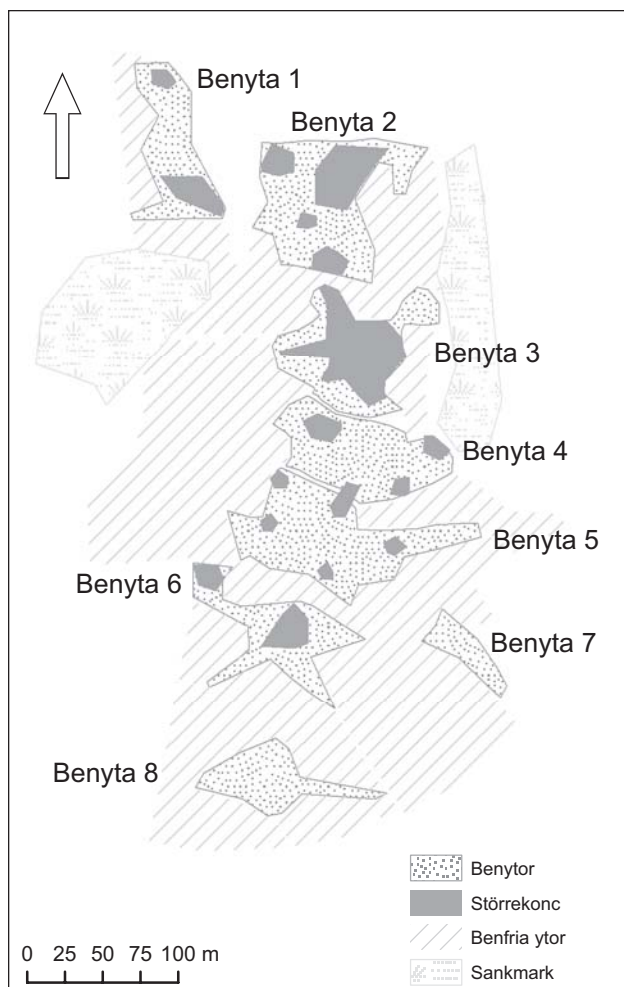 Benyta 1
Benyta 2
Benyta 3
Benyta 4
Benyta 5
Benyta 6
Benyta 7
Benyta 8
Benytor
Störrekonc
Benfria ytor
Sankmark
0 25 50 75 100 m